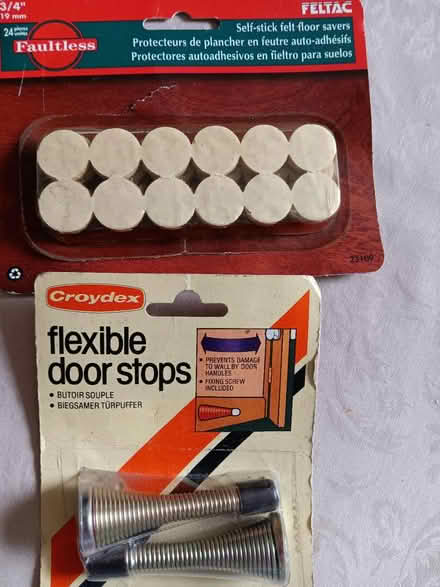 3/4"
19 mm
FELTAC
24 pieces
Faultless
Self-stick felt floor savers
Protecteurs de plancher en feutre auto-adhésifs
Protectores autoadhesivos en fieltro para suelos
23109
Croydex
flexible
door stops
• BUTOIR SOUPLE
• BIEGSAMER TÜRPUFFER
• PREVENTS DAMAGE
TO WALL BY DOOR
HANDLES
• FIXING SCREW
INCLUDED